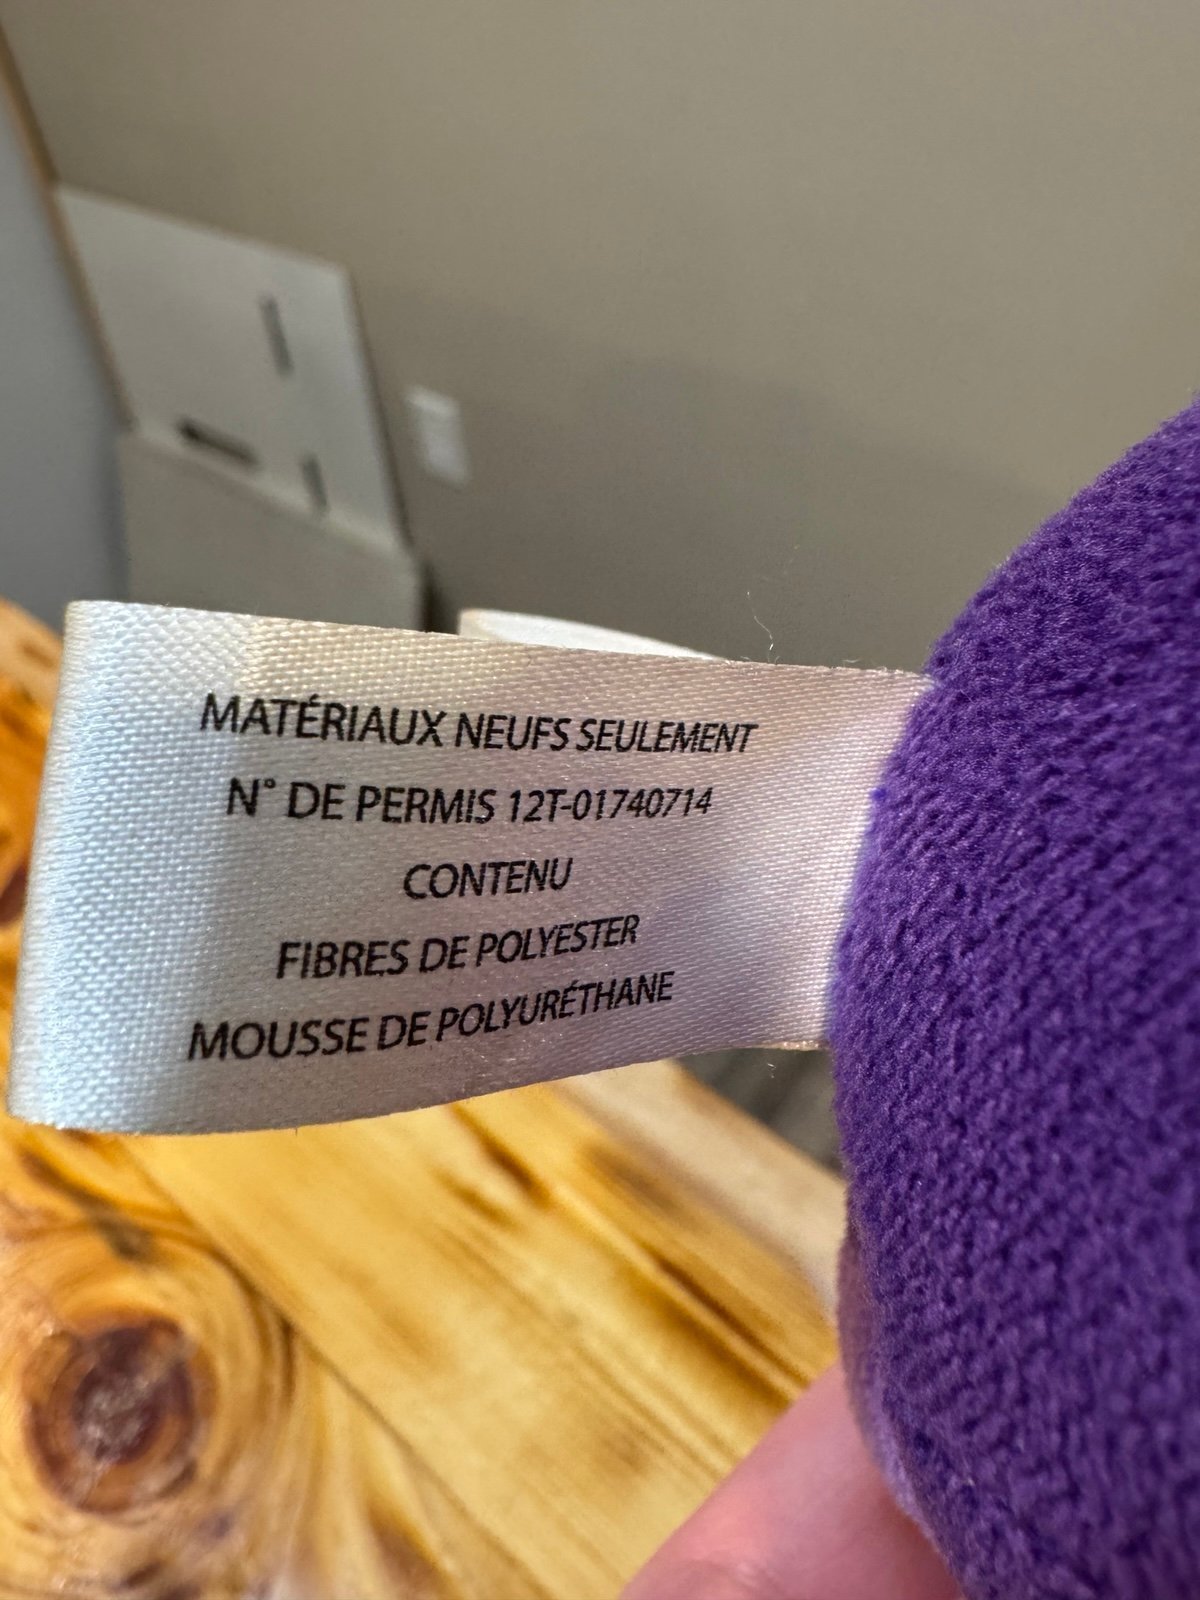 MATÉRIAUX NEUFS SEULEMENT
N° DE PERMIS 12T-01740714
CONTENU
FIBRES DE POLYESTER
MOUSSE DE POLYURÉTHANE